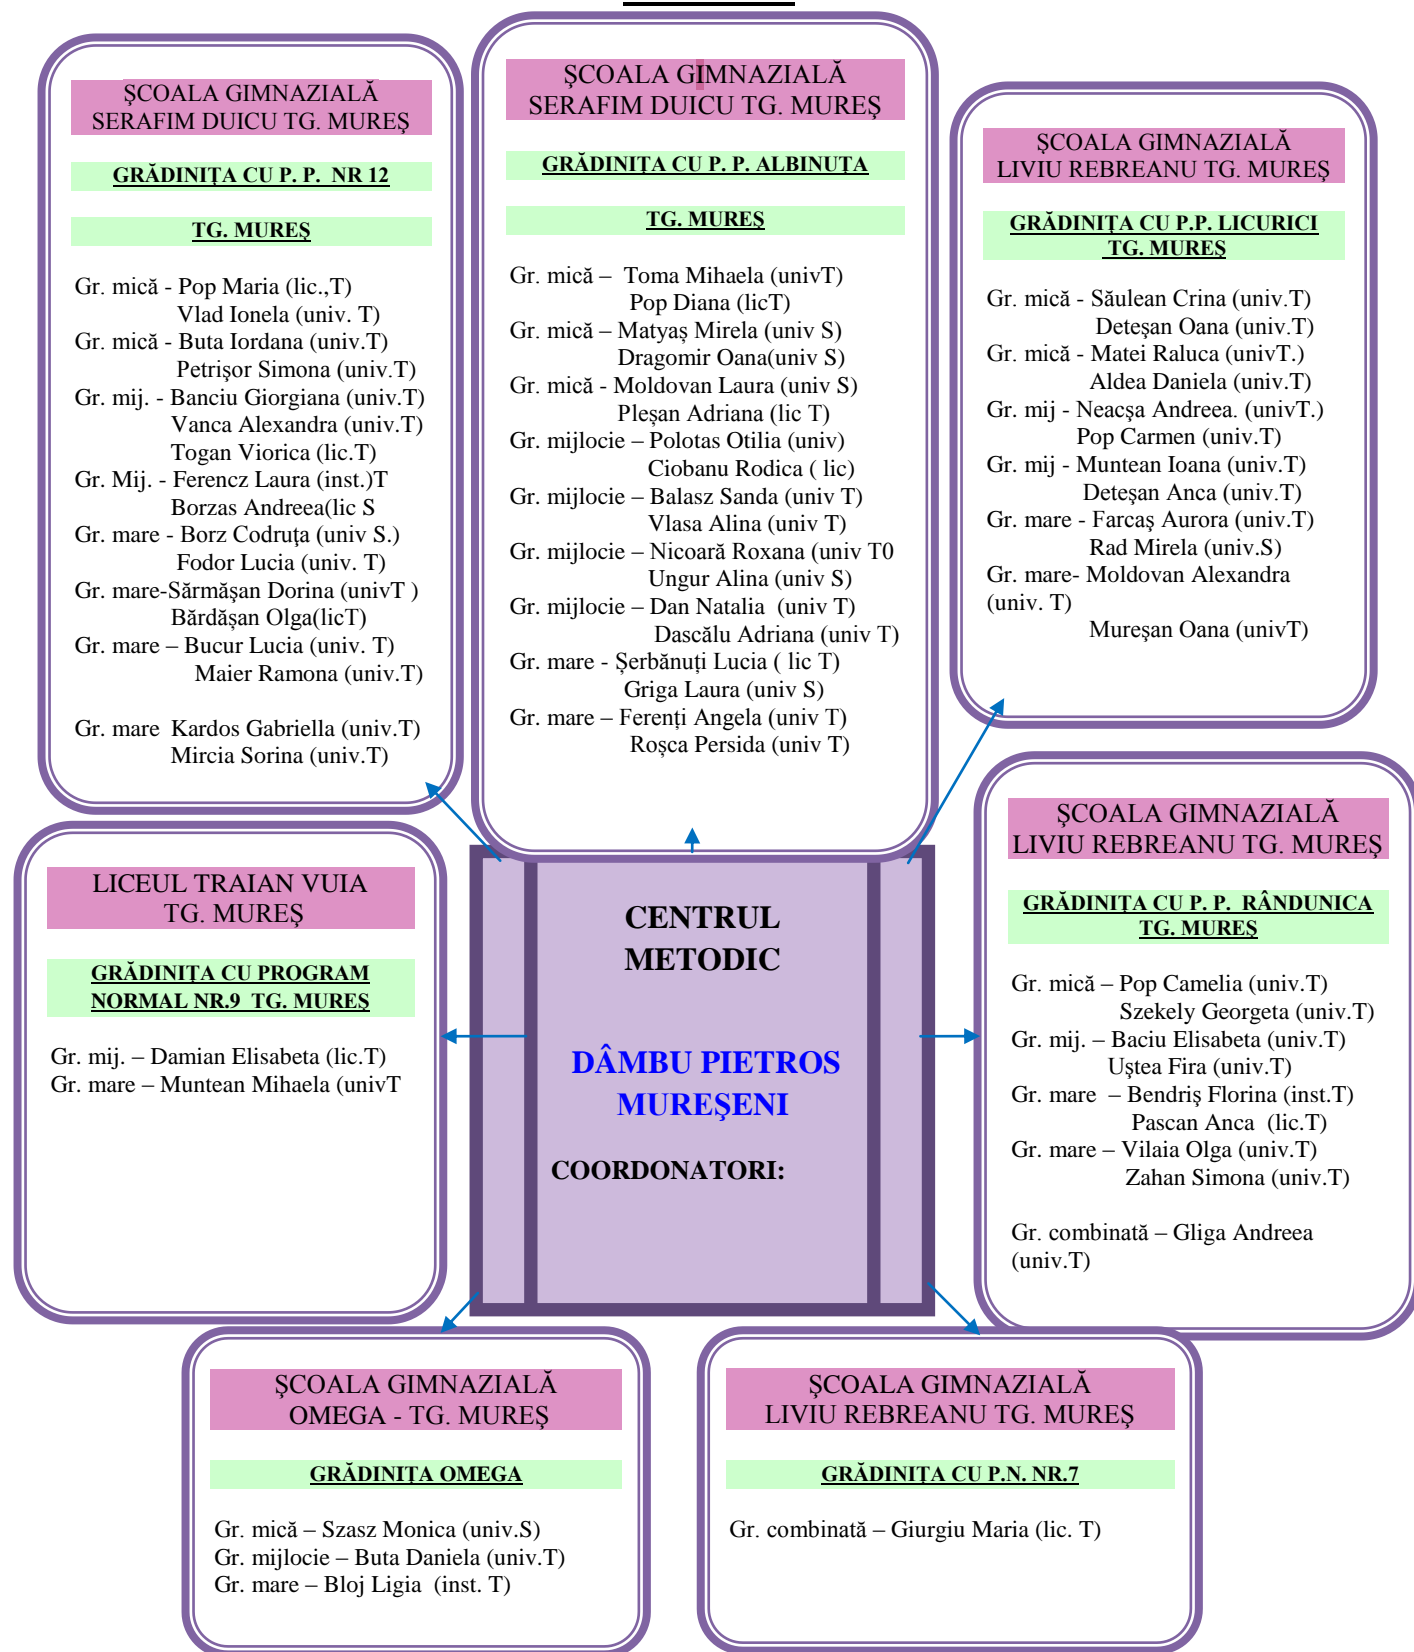 ŞCOALA GIMNAZIALĂ
SERAFIM DUICU TG. MUREŞ
GRĂDINIŢA CU P. P.  NR 12
TG. MUREŞ
Gr. mică - Pop Maria (lic.,T)
Vlad Ionela (univ. T)
Gr. mică - Buta Iordana (univ.T)
Petrişor Simona (univ.T)
Gr. mij. - Banciu Giorgiana (univ.T)
Vanca Alexandra (univ.T)
Togan Viorica (lic.T)
Gr. Mij. - Ferencz Laura (inst.)T
Borzas Andreea(lic S
Gr. mare - Borz Codruţa (univ S.)
Fodor Lucia (univ. T)
Gr. mare-Sărmăşan Dorina (univT )
Bărdășan Olga(licT)
Gr. mare – Bucur Lucia (univ. T)
Maier Ramona (univ.T)
Gr. mare  Kardos Gabriella (univ.T)
Mircia Sorina (univ.T)
ŞCOALA GIMNAZIALĂ
SERAFIM DUICU TG. MUREŞ
GRĂDINIŢA CU P. P. ALBINUŢA
TG. MUREŞ
Gr. mică –  Toma Mihaela (univT)
Pop Diana (licT)
Gr. mică – Matyaș Mirela (univ S)
Dragomir Oana(univ S)
Gr. mică - Moldovan Laura (univ S)
Pleșan Adriana (lic T)
Gr. mijlocie – Polotas Otilia (univ)
Ciobanu Rodica ( lic)
Gr. mijlocie – Balasz Sanda (univ T)
Vlasa Alina (univ T)
Gr. mijlocie – Nicoară Roxana (univ T0
Ungur Alina (univ S)
Gr. mijlocie – Dan Natalia  (univ T)
Dascălu Adriana (univ T)
Gr. mare - Șerbănuți Lucia ( lic T)
Griga Laura (univ S)
Gr. mare – Ferenți Angela (univ T)
Roșca Persida (univ T)
ŞCOALA GIMNAZIALĂ
LIVIU REBREANU TG. MUREŞ
GRĂDINIŢA CU P.P. LICURICI
TG. MUREŞ
Gr. mică - Săulean Crina (univ.T)
Deteşan Oana (univ.T)
Gr. mică - Matei Raluca (univT.)
Aldea Daniela (univ.T)
Gr. mij - Neacşa Andreea. (univT.)
Pop Carmen (univ.T)
Gr. mij - Muntean Ioana (univ.T)
Deteşan Anca (univ.T)
Gr. mare - Farcaş Aurora (univ.T)
Rad Mirela (univ.S)
Gr. mare- Moldovan Alexandra
(univ. T)
Mureşan Oana (univT)
LICEUL TRAIAN VUIA
TG. MUREŞ
GRĂDINIŢA CU PROGRAM
NORMAL NR.9  TG. MUREŞ
Gr. mij. – Damian Elisabeta (lic.T)
Gr. mare – Muntean Mihaela (univT
CENTRUL
METODIC
DÂMBU PIETROS
MUREŞENI
COORDONATORI:
ŞCOALA GIMNAZIALĂ
LIVIU REBREANU TG. MUREŞ
GRĂDINIŢA CU P. P.  RÂNDUNICA
TG. MUREŞ
Gr. mică – Pop Camelia (univ.T)
Szekely Georgeta (univ.T)
Gr. mij. – Baciu Elisabeta (univ.T)
Uştea Fira (univ.T)
Gr. mare  – Bendriş Florina (inst.T)
Pascan Anca  (lic.T)
Gr. mare – Vilaia Olga (univ.T)
Zahan Simona (univ.T)
Gr. combinată – Gliga Andreea
(univ.T)
ŞCOALA GIMNAZIALĂ
OMEGA - TG. MUREŞ
GRĂDINIŢA OMEGA
Gr. mică – Szasz Monica (univ.S)
Gr. mijlocie – Buta Daniela (univ.T)
Gr. mare – Bloj Ligia  (inst. T)
ŞCOALA GIMNAZIALĂ
LIVIU REBREANU TG. MUREŞ
GRĂDINIŢA CU P.N. NR.7
Gr. combinată – Giurgiu Maria (lic. T)